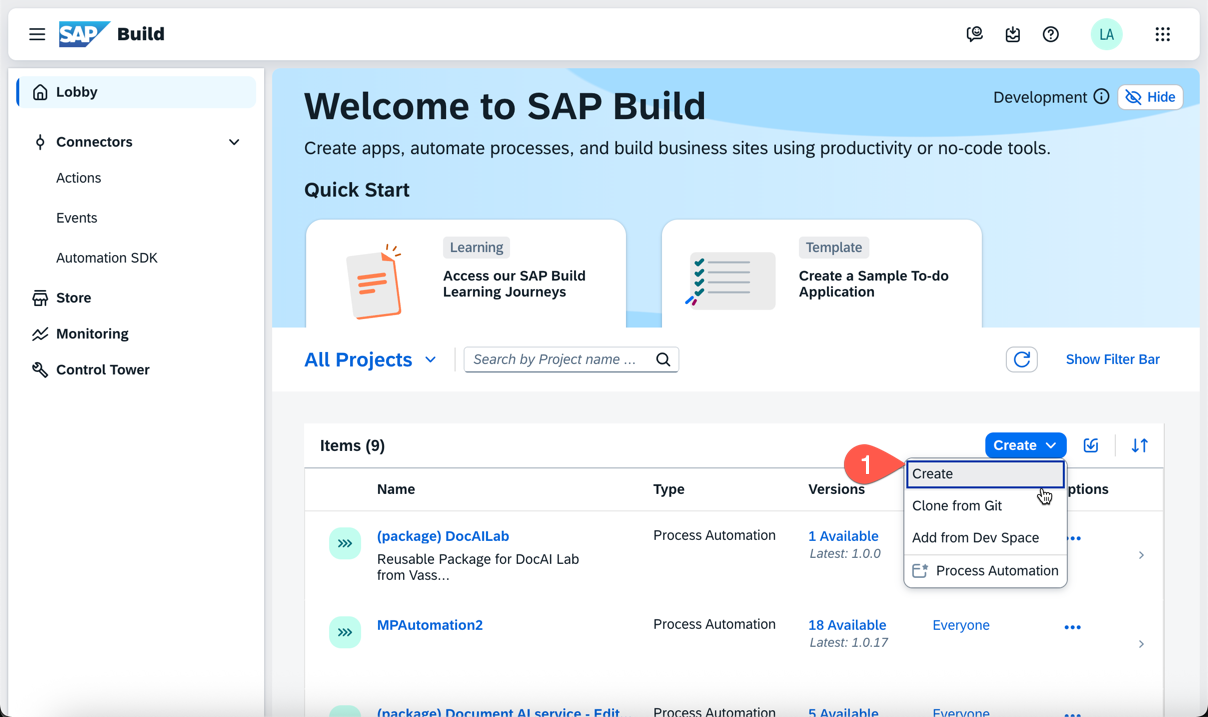 SAP Build
LA
Lobby
Connectors
Actions
Events
Automation SDK
Store
Monitoring
Control Tower
Welcome to SAP Build
Development
Hide
Create apps, automate processes, and build business sites using productivity or no-code tools.
Quick Start
Learning
Access our SAP Build
Learning Journeys
Template
Create a Sample To-do
Application
All Projects
Search by Project name ...
Show Filter Bar
Items (9)
Create
1
Create
Clone from Git
Add from Dev Space
Process Automation
Name Type Versions ptions
(package) DocAILab
Reusable Package for DocAI Lab
from Vass...
Process Automation
1 Available
Latest: 1.0.0
MPAutomation2
Process Automation
18 Available
Latest: 1.0.17
Everyone
(package) Document AI service - Edit
Process Automation
5 Available
Everyone